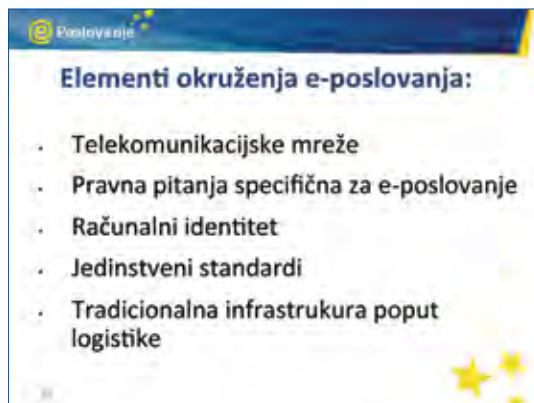 e Poslovanje
Elementi okruženja e-poslovanja:
Telekomunikacijske mreže
Pravna pitanja specifična za e-poslovanje
Računalni identitet
Jedinstveni standardi
Tradicionalna infrastrukura poput
logistike